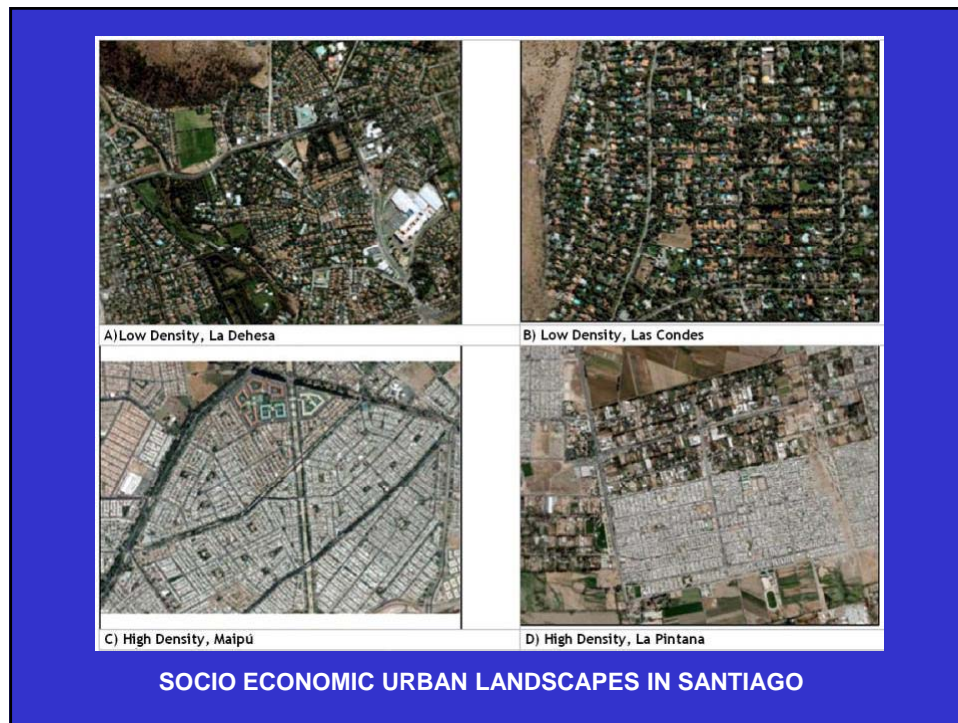 A)Low Density, La Dehesa
B) Low Density, Las Condes
C) High Density, Maipú
D) High Density, La Pintana
SOCIO ECONOMIC URBAN LANDSCAPES IN SANTIAGO